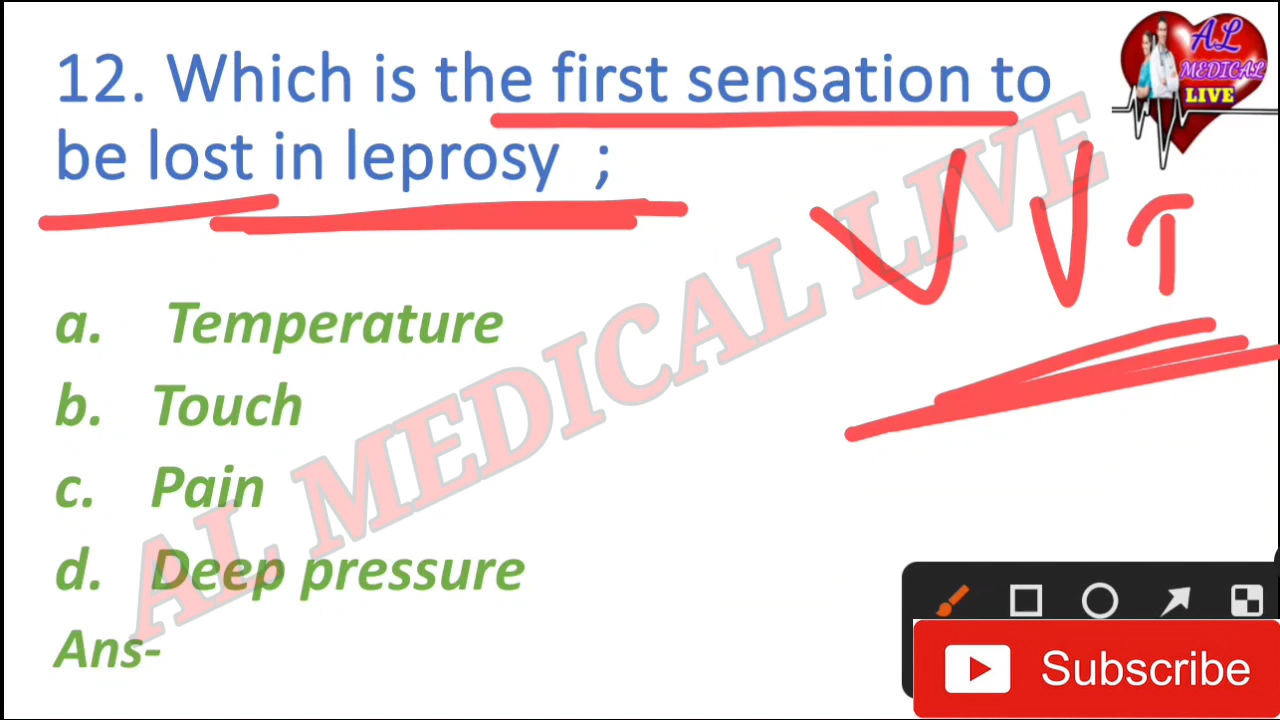 12. Which is the first sensation to
be lost in leprosy ;
a. Temperature
b. Touch
c. Pain
d. Deep pressure
Ans-
AL MEDICAL LIVE
AL
MEDICAL
LIVE
V V I
Subscribe